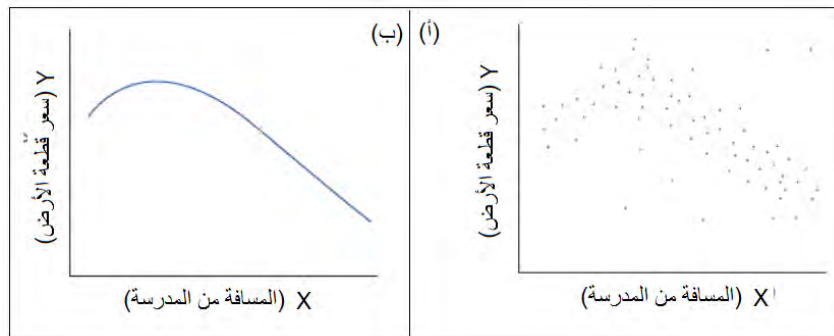 (أ)
Y (سعر قطعة الأرض)
X (المسافة من المدرسة)
(ب)
Y (سعر قطعة الأرض)
X (المسافة من المدرسة)